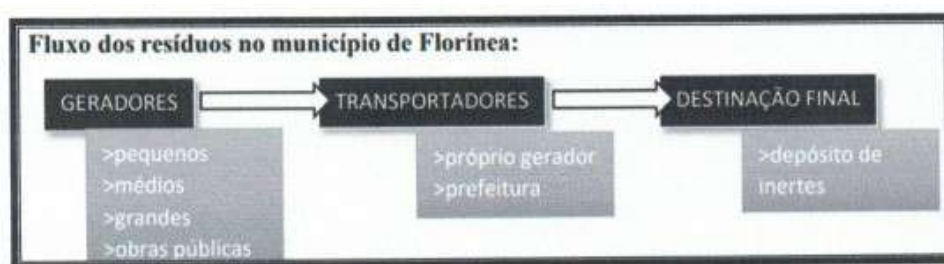 Fluxo dos resíduos no município de Florínea:
GERADORES
TRANSPORTADORES
DESTINAÇÃO FINAL
>pequenos
>médios
>grandes
>obras públicas
>próprio gerador
>prefeitura
>depósito de
inertes